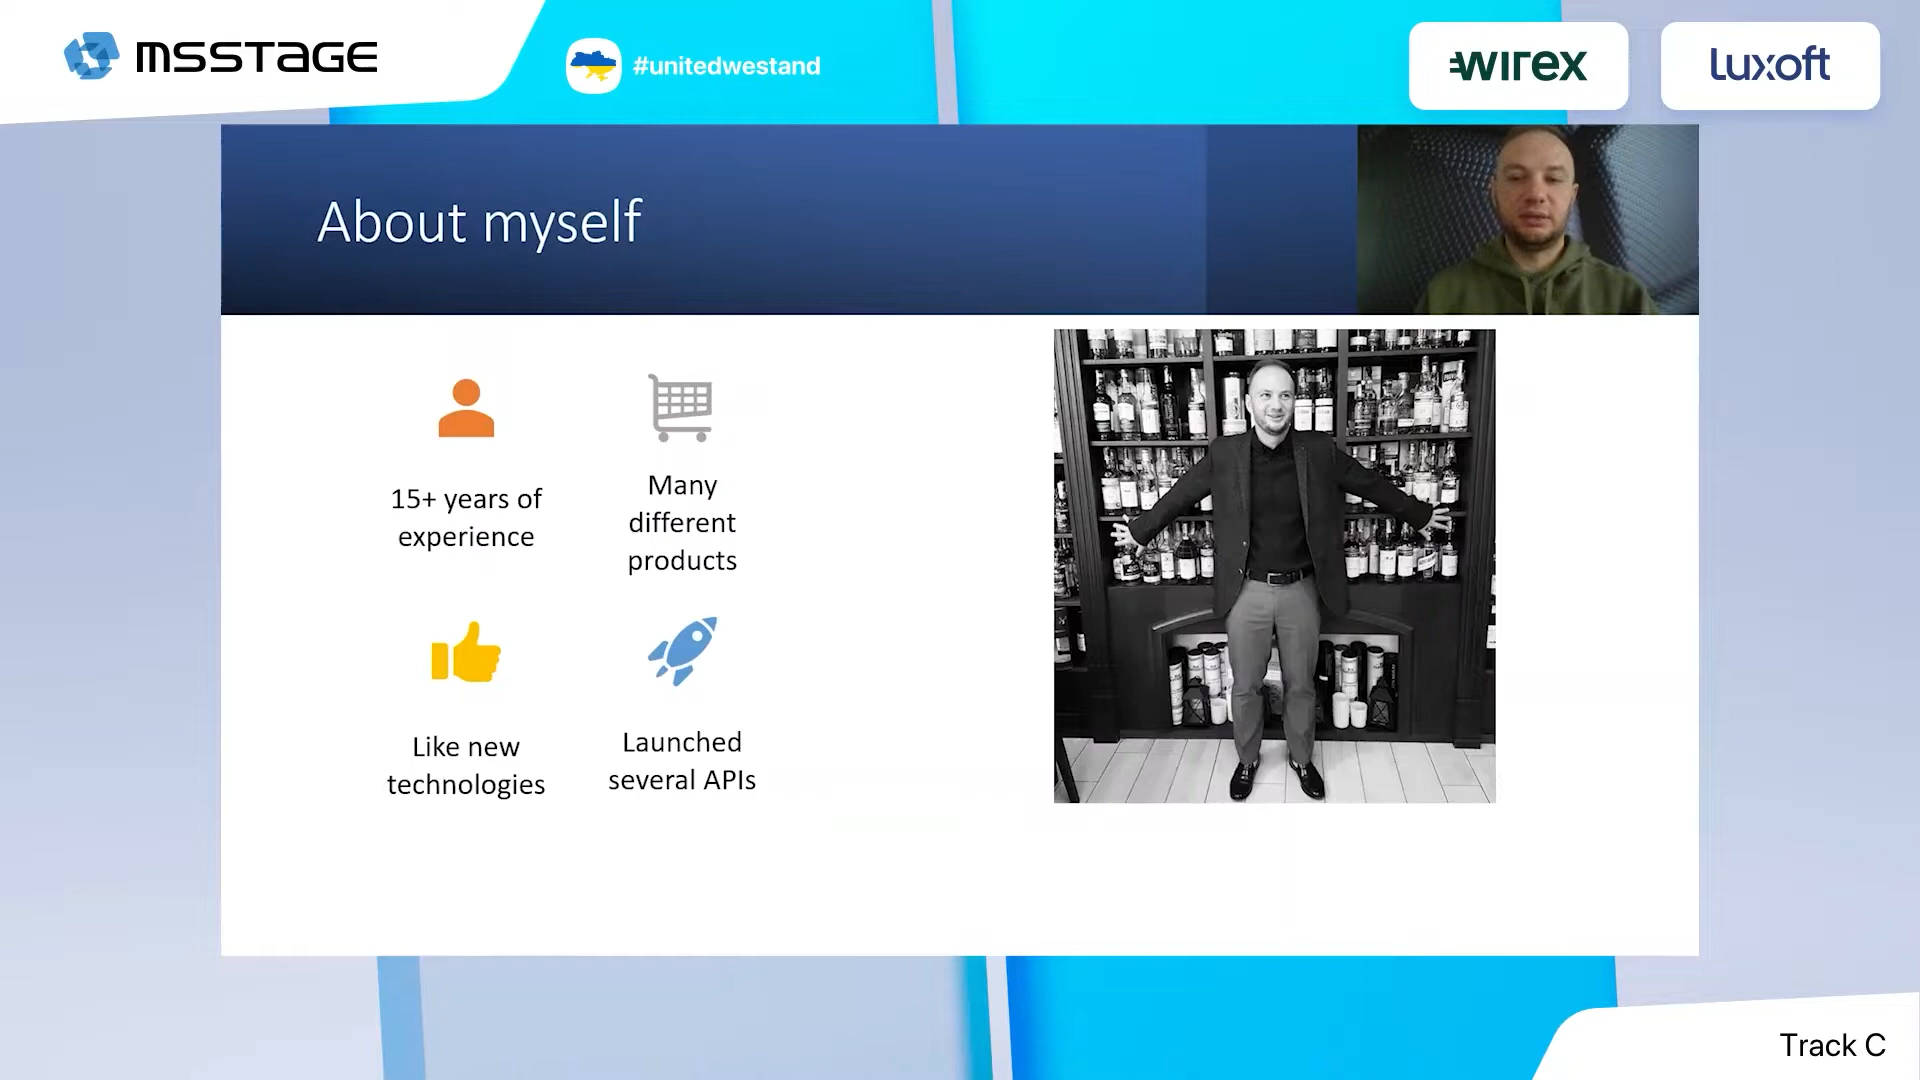 MSSTAGE
#unitedwestand
wirex
luxoft
About myself
15+ years of
experience
Many
different
products
Like new
technologies
Launched
several APIs
Track C